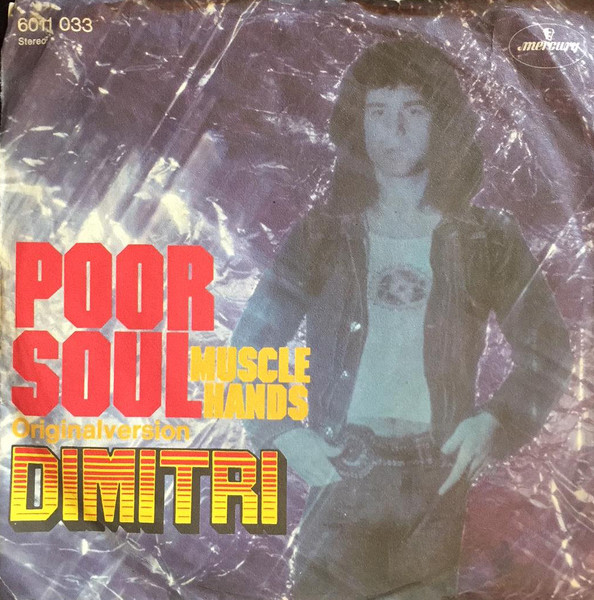 6011 033
Stereo
mercury
POOR
SOUL
MUSCLE
HANDS
Originalversion
DIMITRI